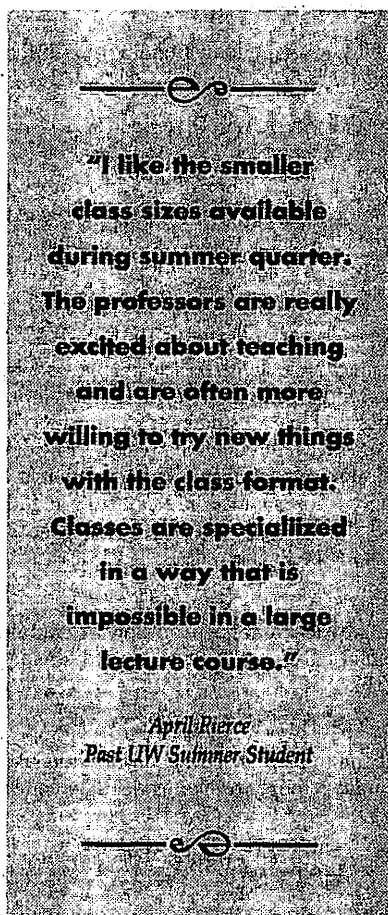 "I like the smaller
class sizes available
during summer quarter.
The professors are really
excited about teaching
and are often more
willing to try new things
with the class format.
Classes are specialized
in a way that is
impossible in a large
lecture course."
April Pierce
Past UW Summer Student